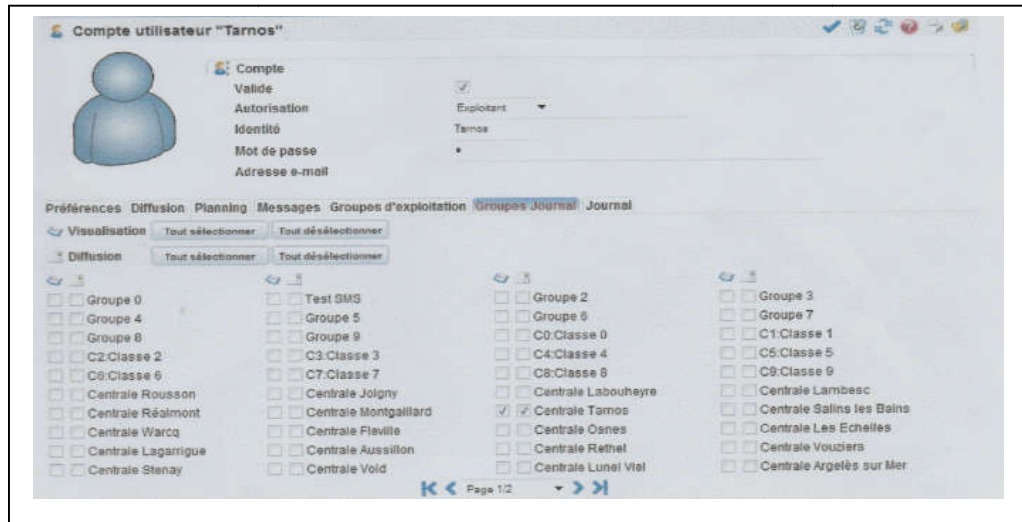 Compte utilisateur "Tarnos"
Compte
Valide
Autorisation Exploitant
Identité Tarnos
Mot de passe •
Adresse e-mail
Préférences Diffusion Planning Messages Groupes d'exploitation Groupes Journal Journal
Visualisation Tout sélectionner Tout désélectionner
Diffusion Tout sélectionner Tout désélectionner
Groupe 0 Test SMS Groupe 2 Groupe 3
Groupe 4 Groupe 5 Groupe 6 Groupe 7
Groupe 8 Groupe 9 C0:Classe 0 C1:Classe 1
C2:Classe 2 C3:Classe 3 C4:Classe 4 C5:Classe 5
C6:Classe 6 C7:Classe 7 C8:Classe 8 C9:Classe 9
Centrale Rousson Centrale Joigny Centrale Labouheyre Centrale Lambesc
Centrale Réalmont Centrale Montgaillard Centrale Tarnos Centrale Salins les Bains
Centrale Warcq Centrale Fleville Centrale Osnes Centrale Les Echelles
Centrale Lagarrigue Centrale Aussillon Centrale Rethel Centrale Vouziers
Centrale Stenay Centrale Void Centrale Lunel Viel Centrale Argelès sur Mer
Page 1/2